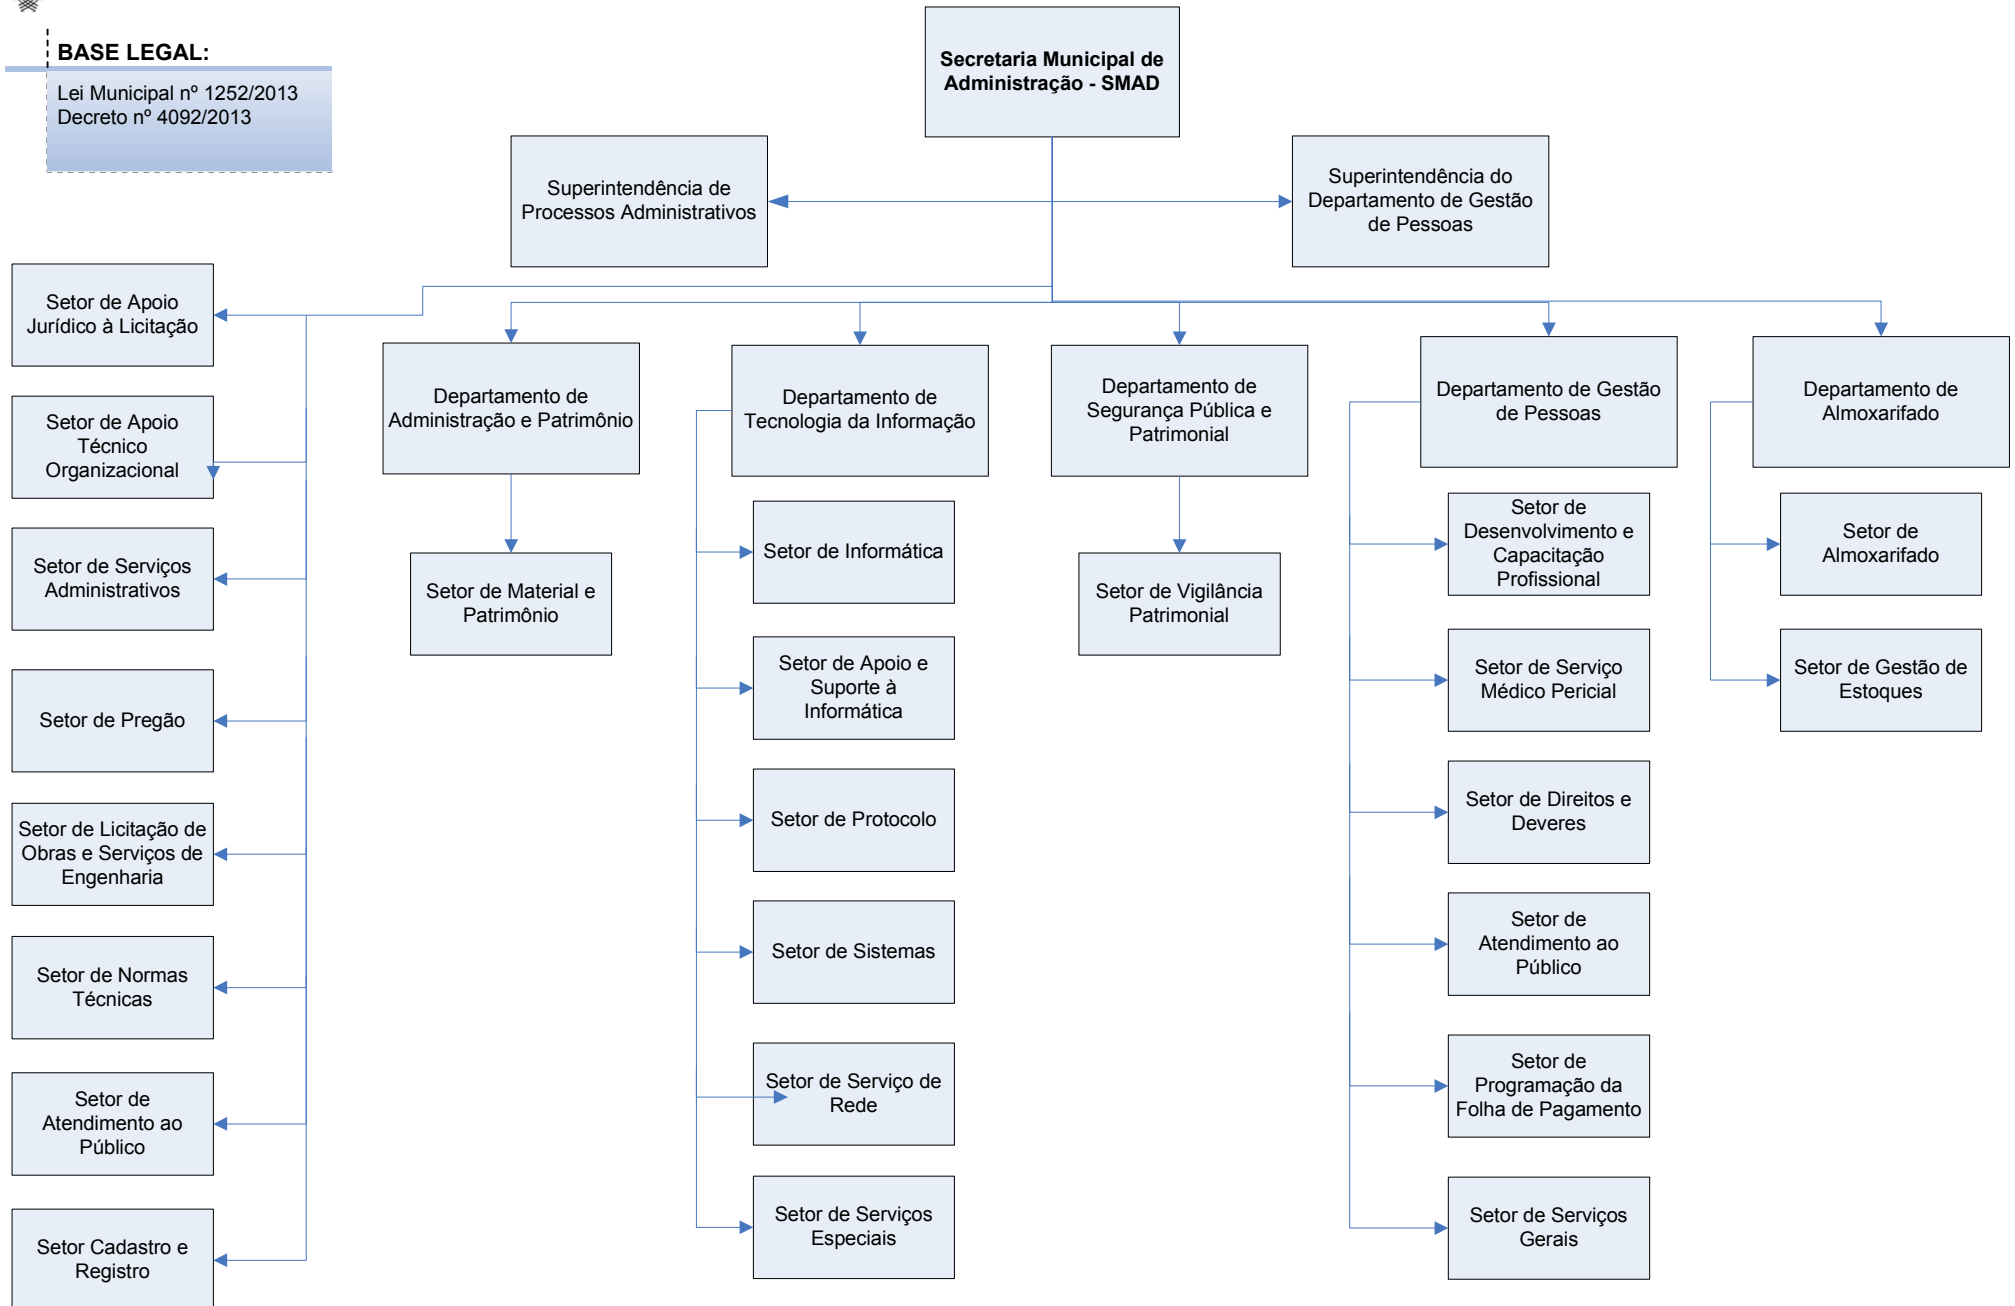 BASE LEGAL:
Lei Municipal nº 1252/2013
Decreto nº 4092/2013
Secretaria Municipal de
Administração - SMAD
Superintendência de
Processos Administrativos
Superintendência do
Departamento de Gestão
de Pessoas
Setor de Apoio
Jurídico à Licitação
Setor de Apoio
Técnico
Organizacional
Setor de Serviços
Administrativos
Setor de Pregão
Setor de Licitação de
Obras e Serviços de
Engenharia
Setor de Normas
Técnicas
Setor de
Atendimento ao
Público
Setor Cadastro e
Registro
Departamento de
Administração e Patrimônio
Setor de Material e
Patrimônio
Departamento de
Tecnologia da Informação
Setor de Informática
Setor de Apoio e
Suporte à
Informática
Setor de Protocolo
Setor de Sistemas
Setor de Serviço de
Rede
Setor de Serviços
Especiais
Departamento de
Segurança Pública e
Patrimonial
Setor de Vigilância
Patrimonial
Departamento de Gestão
de Pessoas
Setor de
Desenvolvimento e
Capacitação
Profissional
Setor de Serviço
Médico Pericial
Setor de Direitos e
Deveres
Setor de
Atendimento ao
Público
Setor de
Programação da
Folha de Pagamento
Setor de Serviços
Gerais
Departamento de
Almoxarifado
Setor de
Almoxarifado
Setor de Gestão de
Estoques